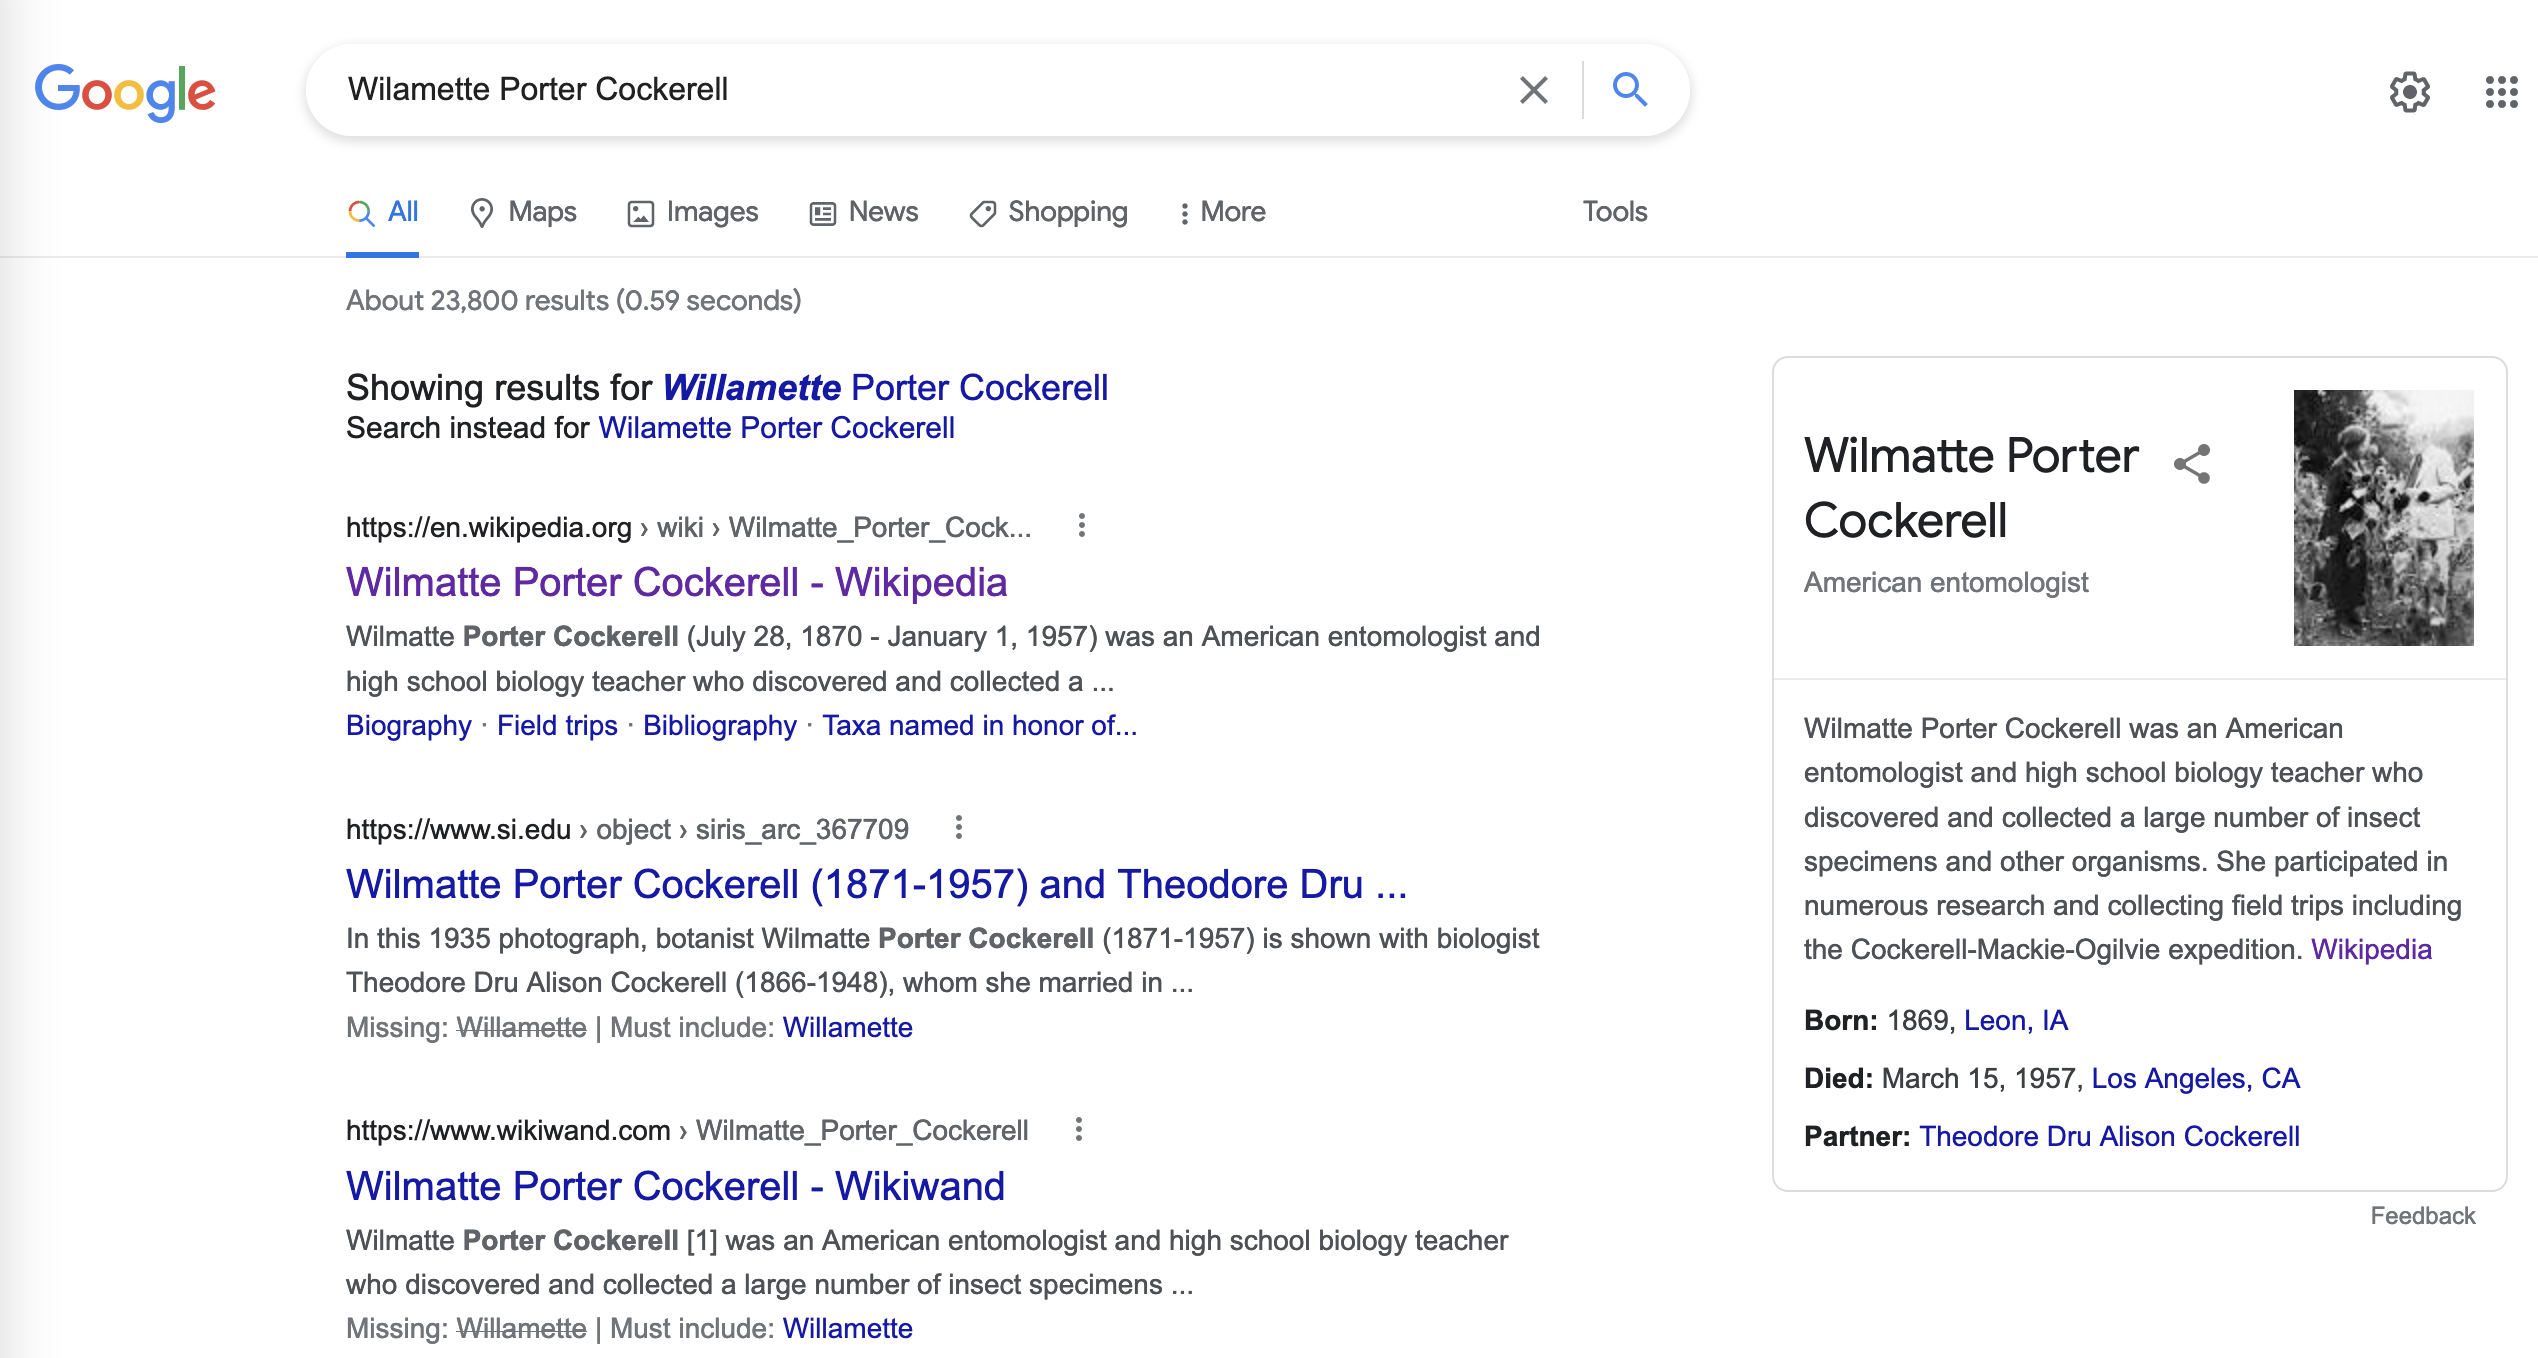 Google
Wilamette Porter Cockerell
All Maps Images News Shopping More Tools
About 23,800 results (0.59 seconds)
Showing results for Willamette Porter Cockerell
Search instead for Wilamette Porter Cockerell
https://en.wikipedia.org › wiki › Wilmatte_Porter_Cock...
Wilmatte Porter Cockerell - Wikipedia
Wilmatte Porter Cockerell (July 28, 1870 - January 1, 1957) was an American entomologist and
high school biology teacher who discovered and collected a ...
Biography · Field trips · Bibliography · Taxa named in honor of...
https://www.si.edu › object › siris_arc_367709
Wilmatte Porter Cockerell (1871-1957) and Theodore Dru ...
In this 1935 photograph, botanist Wilmatte Porter Cockerell (1871-1957) is shown with biologist
Theodore Dru Alison Cockerell (1866-1948), whom she married in ...
Missing: Willamette | Must include: Willamette
https://www.wikiwand.com › Wilmatte_Porter_Cockerell
Wilmatte Porter Cockerell - Wikiwand
Wilmatte Porter Cockerell [1] was an American entomologist and high school biology teacher
who discovered and collected a large number of insect specimens ...
Missing: Willamette | Must include: Willamette
Wilmatte Porter
Cockerell
American entomologist
Wilmatte Porter Cockerell was an American
entomologist and high school biology teacher who
discovered and collected a large number of insect
specimens and other organisms. She participated in
numerous research and collecting field trips including
the Cockerell-Mackie-Ogilvie expedition. Wikipedia
Born: 1869, Leon, IA
Died: March 15, 1957, Los Angeles, CA
Partner: Theodore Dru Alison Cockerell
Feedback